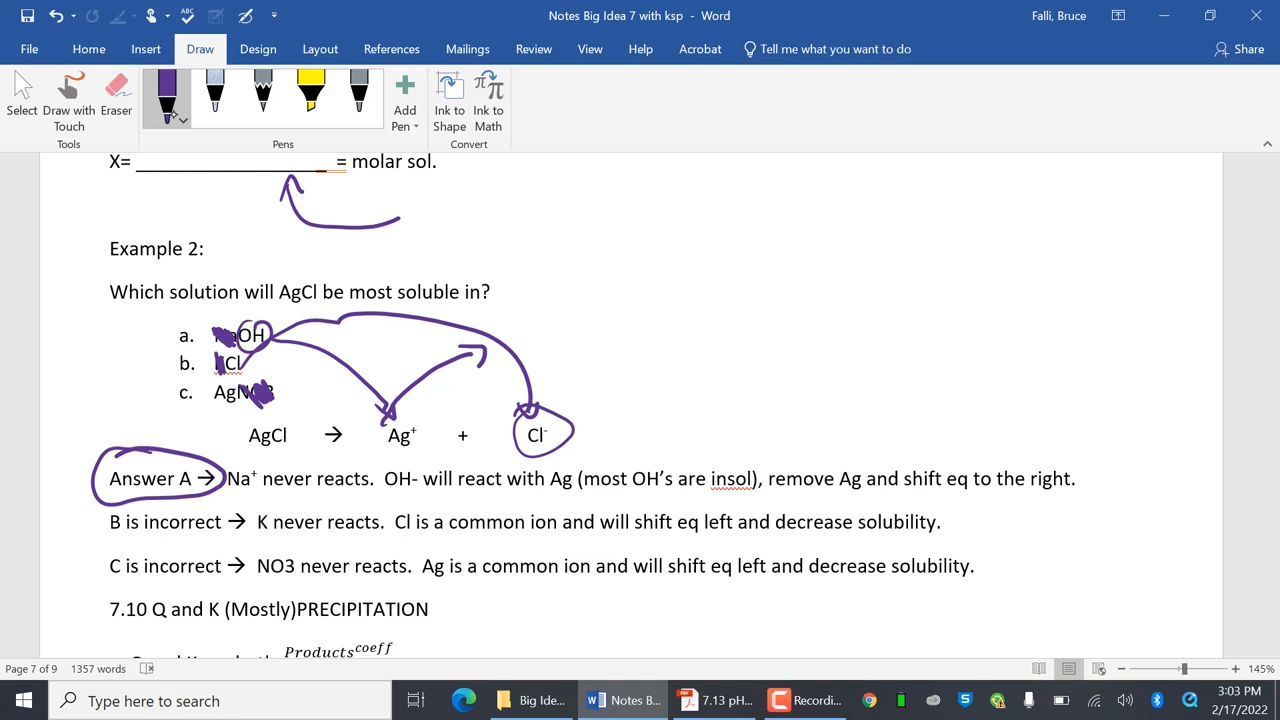 Notes Big Idea 7 with ksp - Word
Falli, Bruce
File Home Insert Draw Design Layout References Mailings Review View Help Acrobat Tell me what you want to do Share
Select Draw with Touch Eraser Add Pen Ink to Shape Ink to Math
Tools Pens Convert
X= ____________________ = molar sol.
Example 2:
Which solution will AgCl be most soluble in?
a. OH
b. Cl
c. Ag
AgCl → Ag⁺ + Cl⁻
Answer A → Na⁺ never reacts. OH- will react with Ag (most OH’s are insol), remove Ag and shift eq to the right.
B is incorrect → K never reacts. Cl is a common ion and will shift eq left and decrease solubility.
C is incorrect → NO3 never reacts. Ag is a common ion and will shift eq left and decrease solubility.
7.10 Q and K (Mostly)PRECIPITATION
Products^coeff
Page 7 of 9 1357 words 145%
Type here to search Big Ide... Notes B... 7.13 pH... Recordi... 3:03 PM
2/17/2022